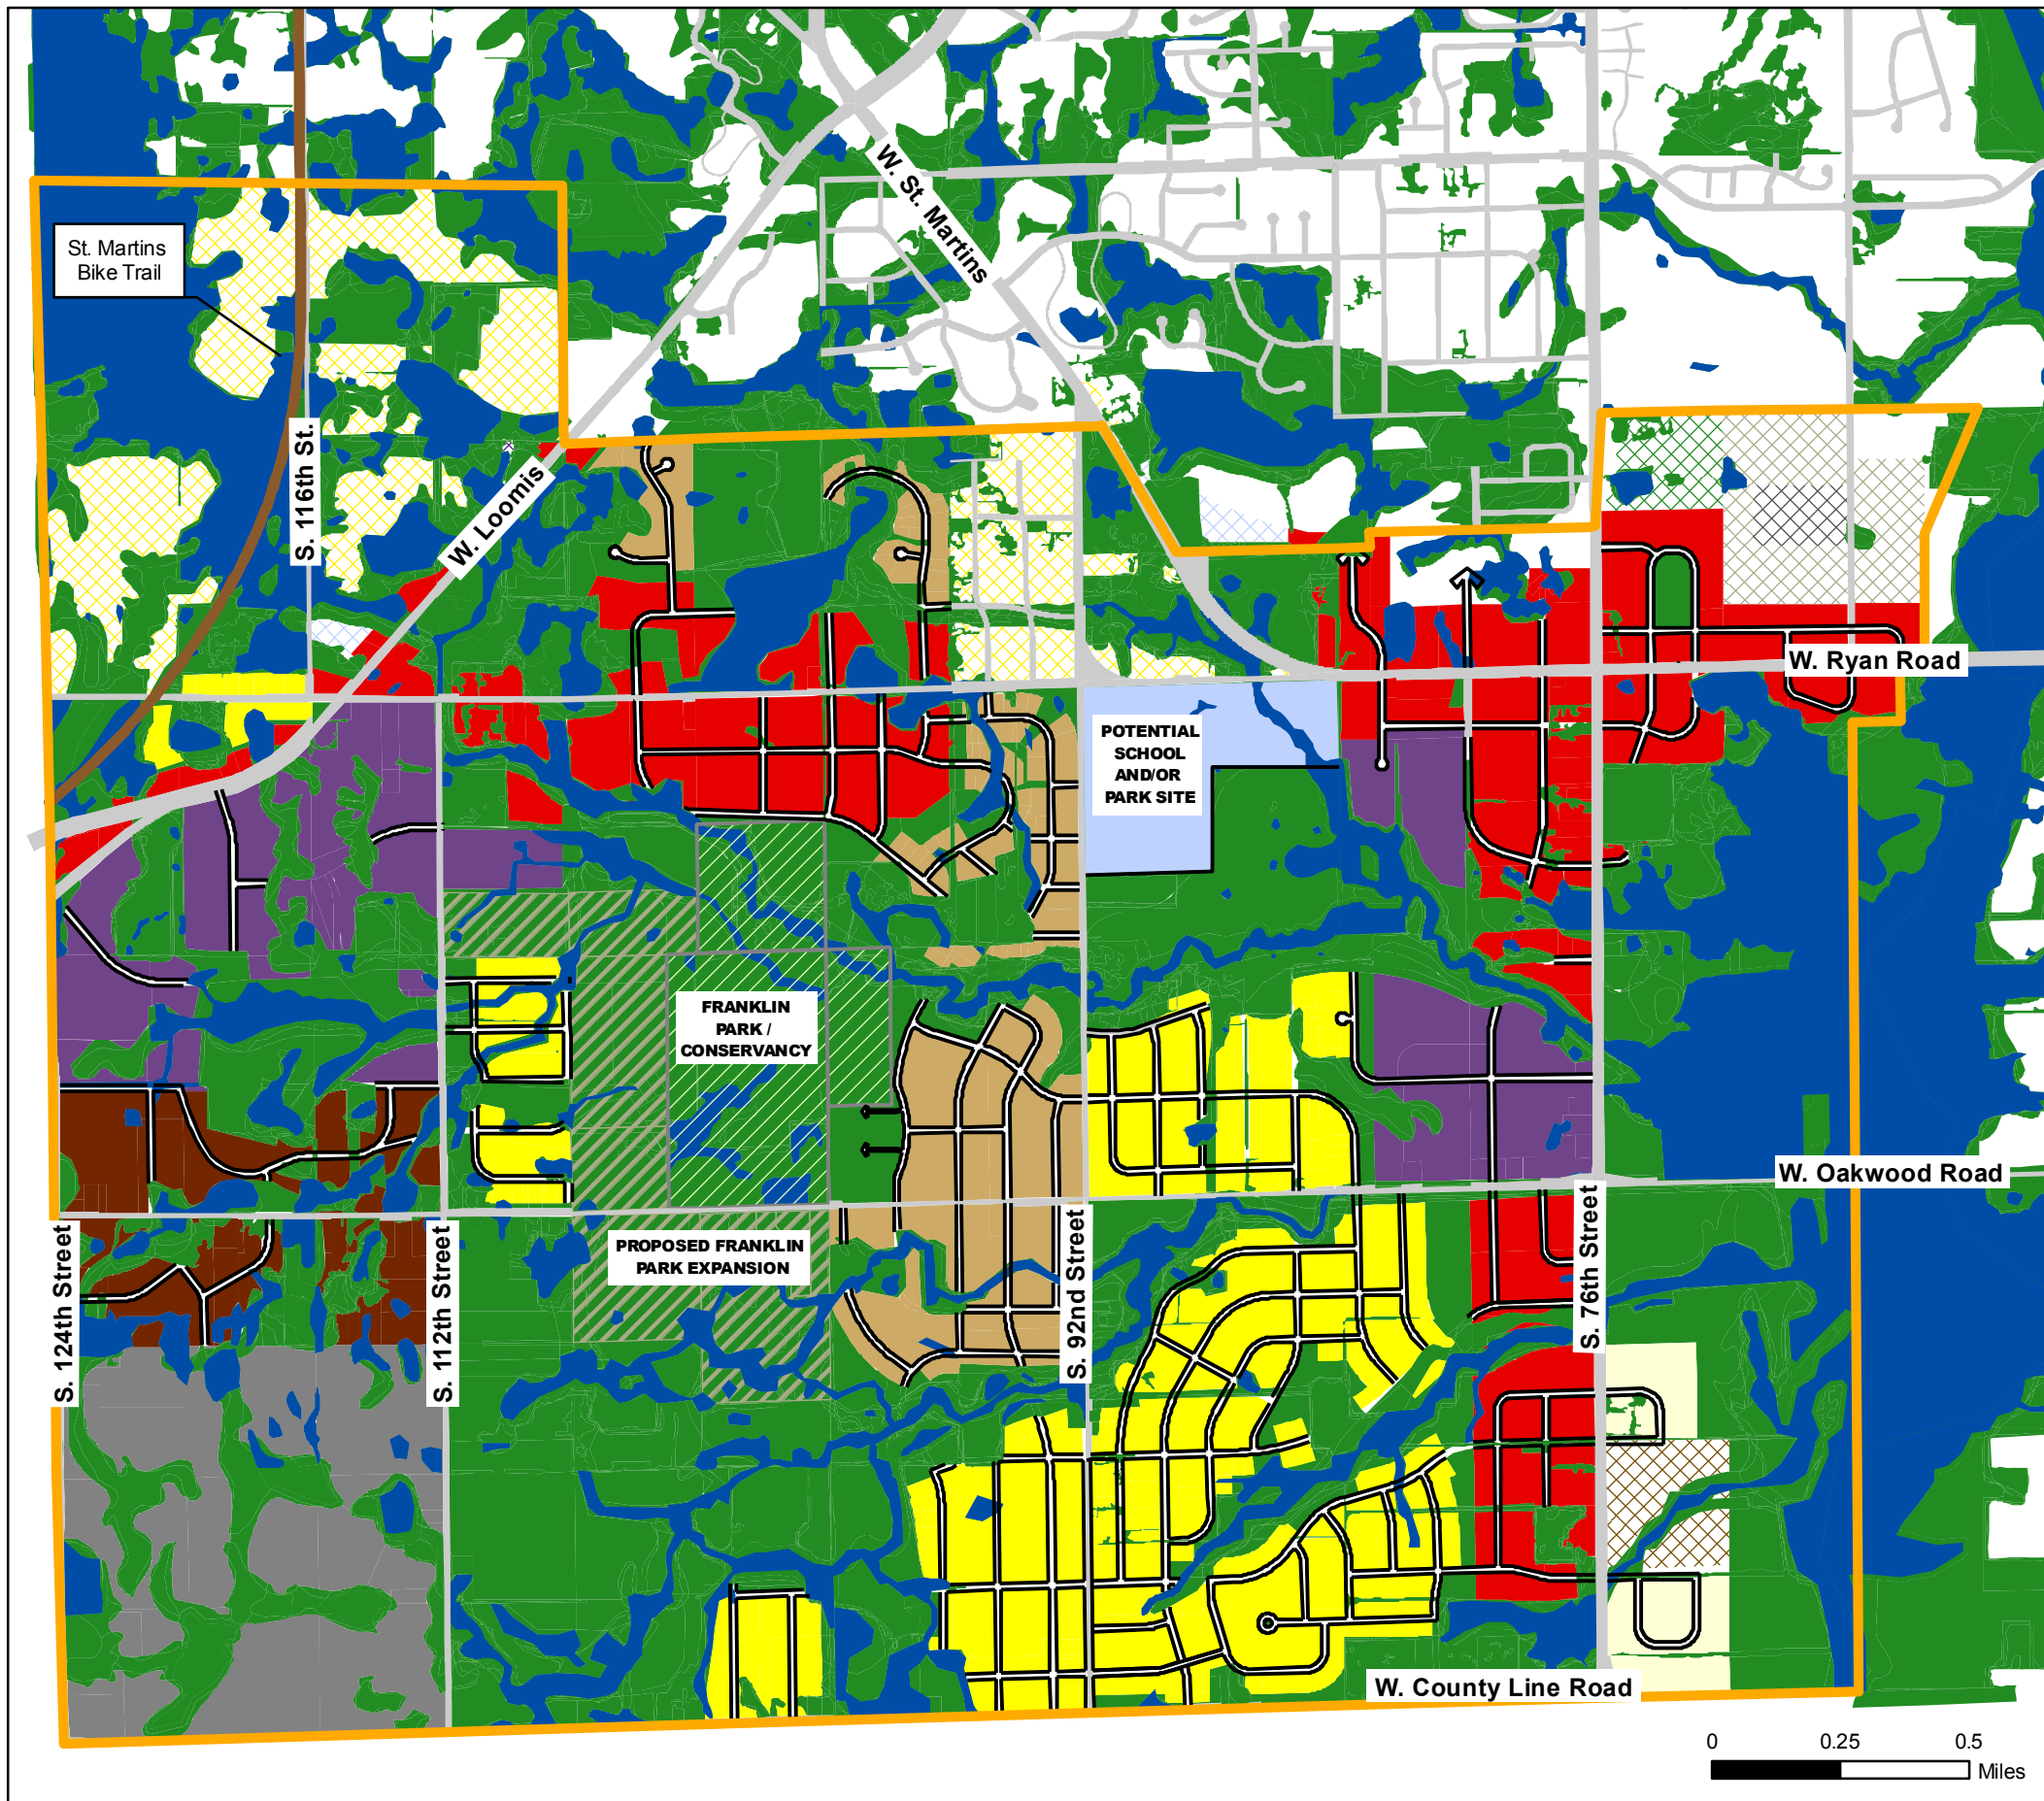 W. St. Martins
St. Martins
Bike Trail
S. 116th St.
W. Loomis
W. Ryan Road
POTENTIAL
SCHOOL
AND/OR
PARK SITE
FRANKLIN
PARK /
CONSERVANCY
W. Oakwood Road
PROPOSED FRANKLIN
PARK EXPANSION
S. 124th Street
S. 112th Street
S. 92nd Street
S. 76th Street
W. County Line Road
0 0.25 0.5
Miles